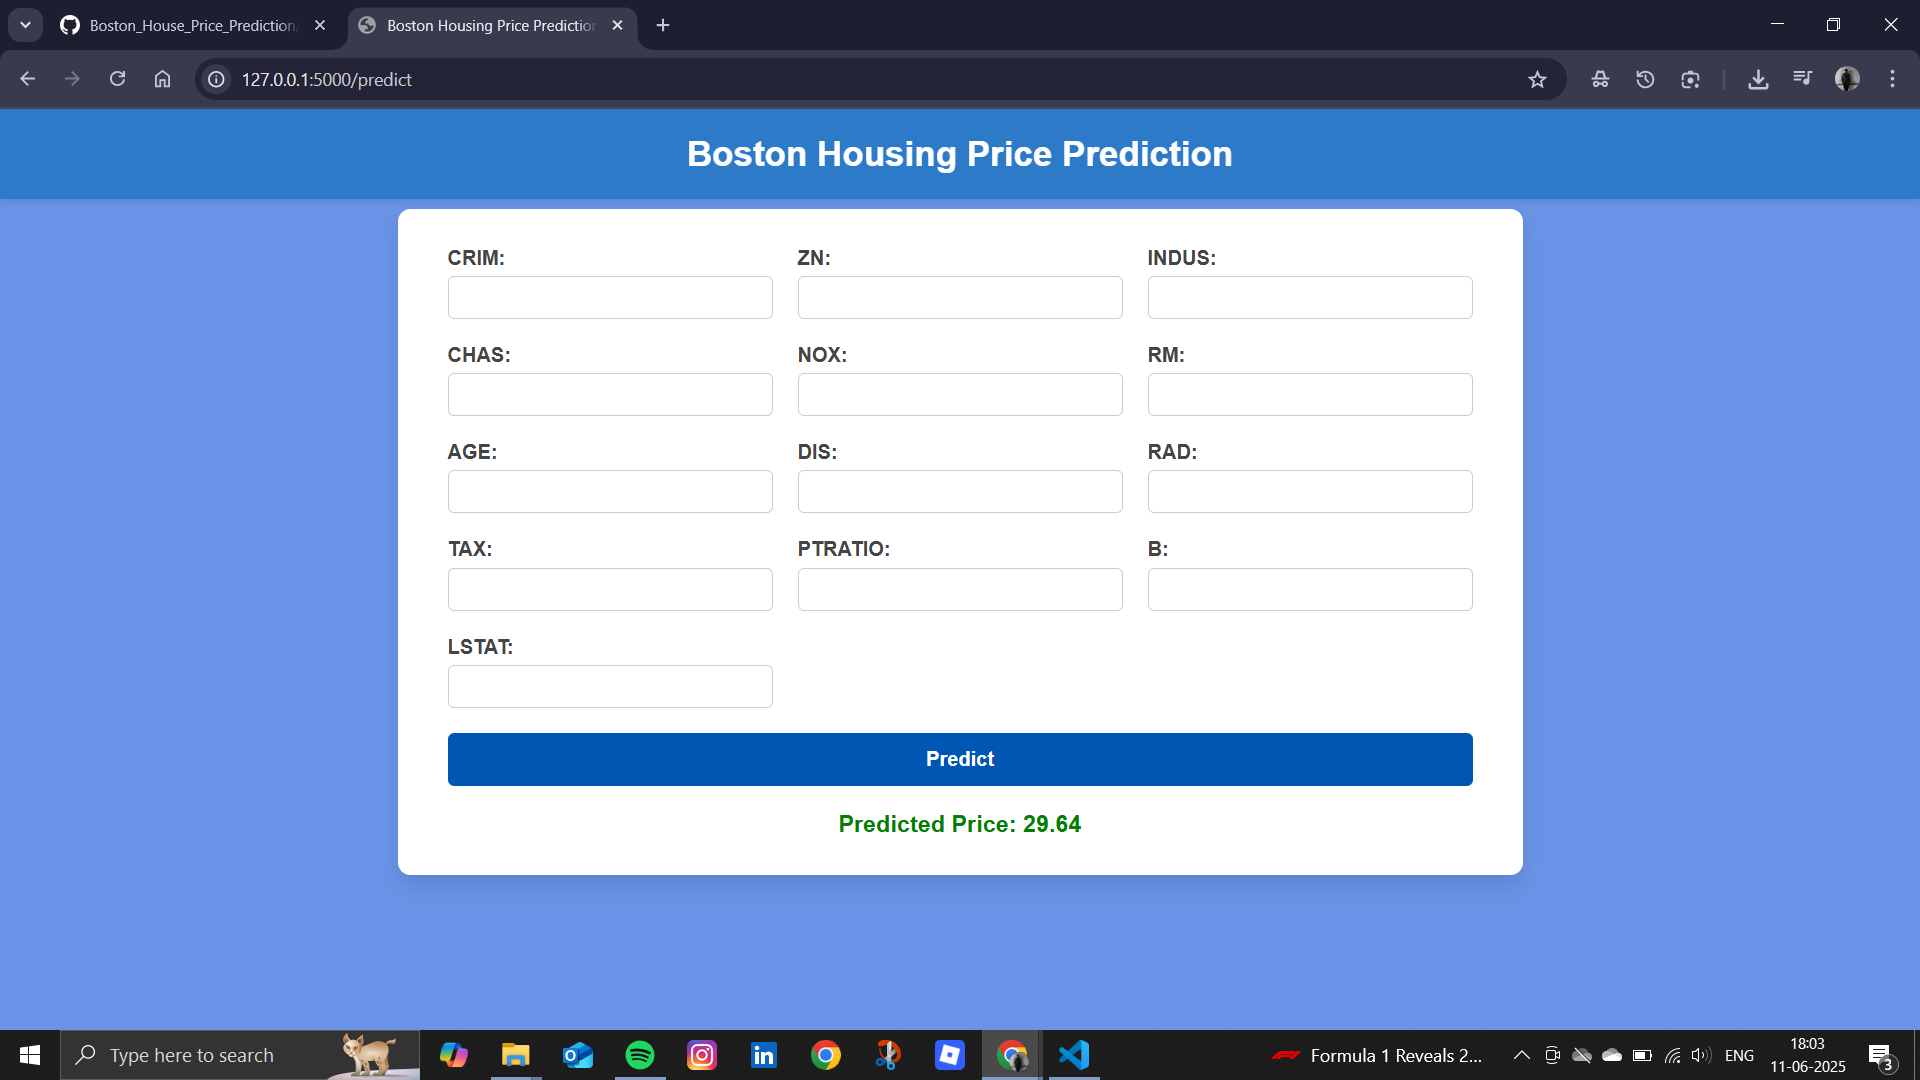 Boston_House_Price_Prediction/
Boston Housing Price Prediction
127.0.0.1:5000/predict
Boston Housing Price Prediction
CRIM:
ZN:
INDUS:
CHAS:
NOX:
RM:
AGE:
DIS:
RAD:
TAX:
PTRATIO:
B:
LSTAT:
Predict
Predicted Price: 29.64
Type here to search
Formula 1 Reveals 2...
ENG
18:03
11-06-2025
3